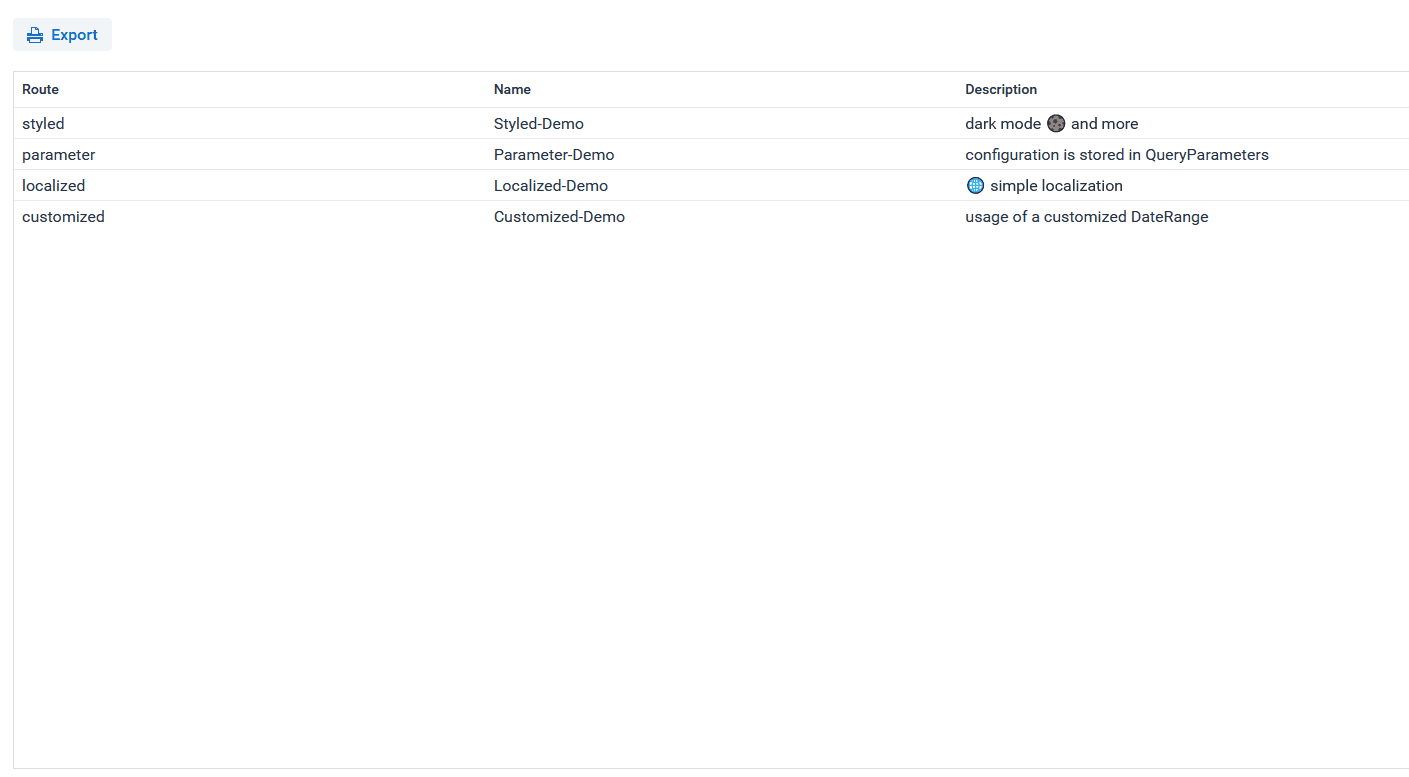 Export
Route Name Description
styled Styled-Demo dark mode 🌚 and more
parameter Parameter-Demo configuration is stored in QueryParameters
localized Localized-Demo 🌐 simple localization
customized Customized-Demo usage of a customized DateRange